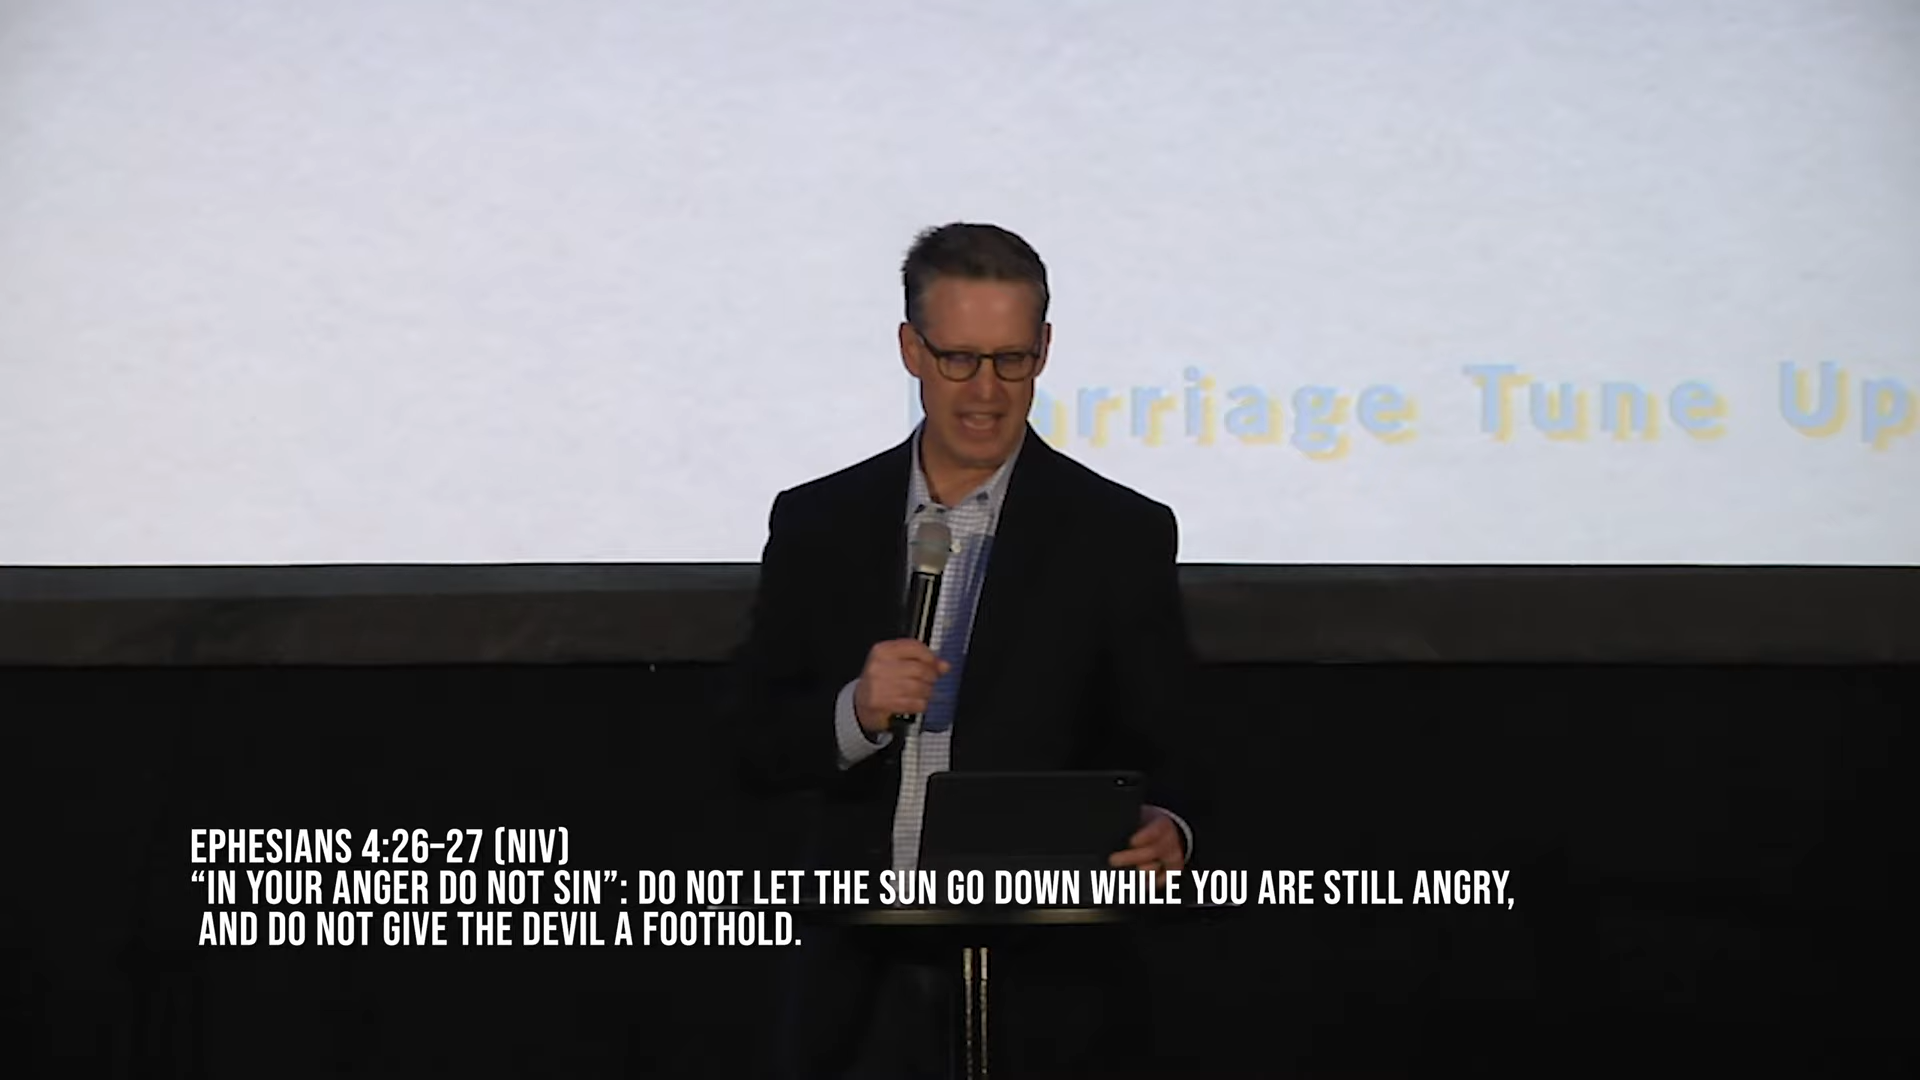 Marriage Tune Up
EPHESIANS 4:26–27 (NIV)
“IN YOUR ANGER DO NOT SIN”: DO NOT LET THE SUN GO DOWN WHILE YOU ARE STILL ANGRY,
AND DO NOT GIVE THE DEVIL A FOOTHOLD.